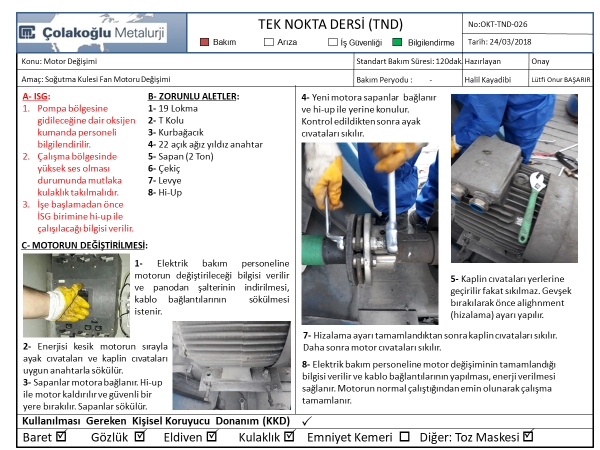 Çolakoğlu Metalurji
TEK NOKTA DERSİ (TND)
Bakım Arıza İş Güvenliği Bilgilendirme
No:OKT-TND-026
Tarih: 24/03/2018
Konu: Motor Değişimi
Standart Bakım Süresi: 120dak.
Hazırlayan
Onay
Amaç: Soğutma Kulesi Fan Motoru Değişimi
Bakım Peryodu : -
Halil Kayadibi
Lütfi Onur BAŞARIR
A- ISG:
1. Pompa bölgesine
gidileceğine dair oksijen
kumanda personeli
bilgilendirilir.
2. Çalışma bölgesinde
yüksek ses olması
durumunda mutlaka
kulaklık takılmalıdır.
3. İşe başlamadan önce
İSG birimine hi-up ile
çalışılacağı bilgisi verilir.
B- ZORUNLU ALETLER:
1- 19 Lokma
2- T Kolu
3- Kurbağacık
4- 22 açık ağız yıldız anahtar
5- Sapan (2 Ton)
6- Çekiç
7- Levye
8- Hi-Up
C- MOTORUN DEĞİŞTİRİLMESİ:
1- Elektrik bakım personeline
motorun değiştirileceği bilgisi verilir
ve panodan şalterinin indirilmesi,
kablo bağlantılarının sökülmesi
istenir.
2- Enerjisi kesik motorun sırayla
ayak cıvataları ve kaplin cıvataları
uygun anahtarla sökülür.
3- Sapanlar motora bağlanır. Hi-up
ile motor kaldırılır ve güvenli bir
yere bırakılır. Sapanlar sökülür.
4- Yeni motora sapanlar bağlanır
ve hi-up ile yerine konulur.
Kontrol edildikten sonra ayak
cıvataları sıkılır.
5- Kaplin cıvataları yerlerine
geçirilir fakat sıkılmaz. Gevşek
bırakılarak önce alighnment
(hizalama) ayarı yapılır.
7- Hizalama ayarı tamamlandıktan sonra kaplin cıvataları sıkılır.
Daha sonra motor cıvataları sıkılır.
8- Elektrik bakım personeline motor değişiminin tamamlandığı
bilgisi verilir ve kablo bağlantılarının yapılması, enerji verilmesi
sağlanır. Motorun normal çalıştığından emin olunarak çalışma
tamamlanır.
Kullanılması Gereken Kişisel Koruyucu Donanım (KKD) ✓
Baret ☑ Gözlük ☑ Eldiven ☑ Kulaklık ☑ Emniyet Kemeri ☐ Diğer: Toz Maskesi ☑